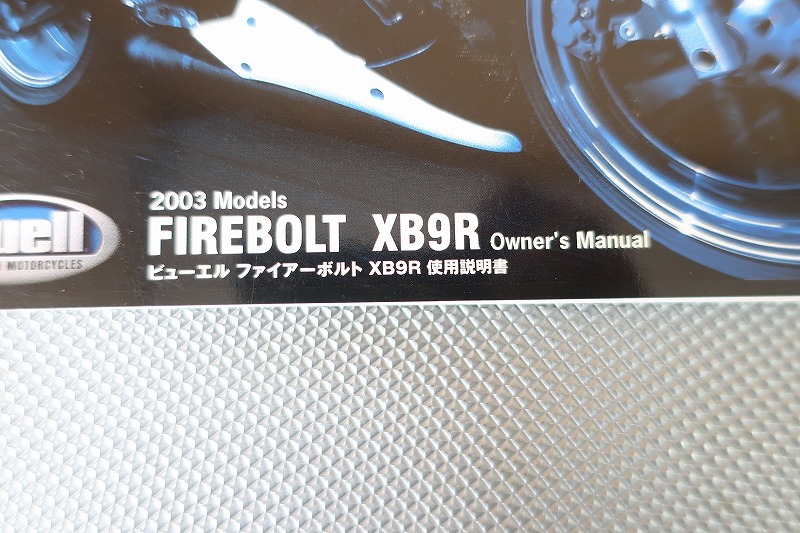 2003 Models
FIREBOLT XB9R Owner's Manual
ビューエル ファイアーボルト XB9R 使用説明書
MOTORCYCLES